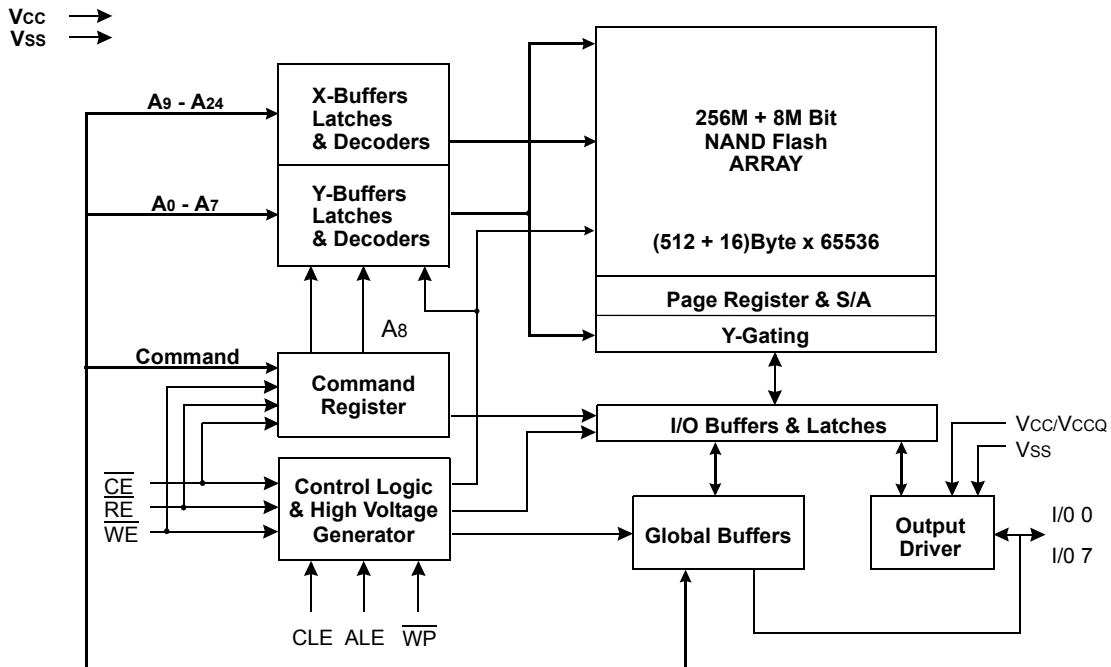 VCC
VSS
A9 - A24
X-Buffers
Latches
& Decoders
A0 - A7
Y-Buffers
Latches
& Decoders
256M + 8M Bit
NAND Flash
ARRAY
(512 + 16)Byte x 65536
Page Register & S/A
Y-Gating
A8
Command
Command
Register
I/O Buffers & Latches
VCC/VCCQ
VSS
CE
RE
WE
Control Logic
& High Voltage
Generator
Global Buffers
Output
Driver
I/0 0
I/0 7
CLE ALE WP